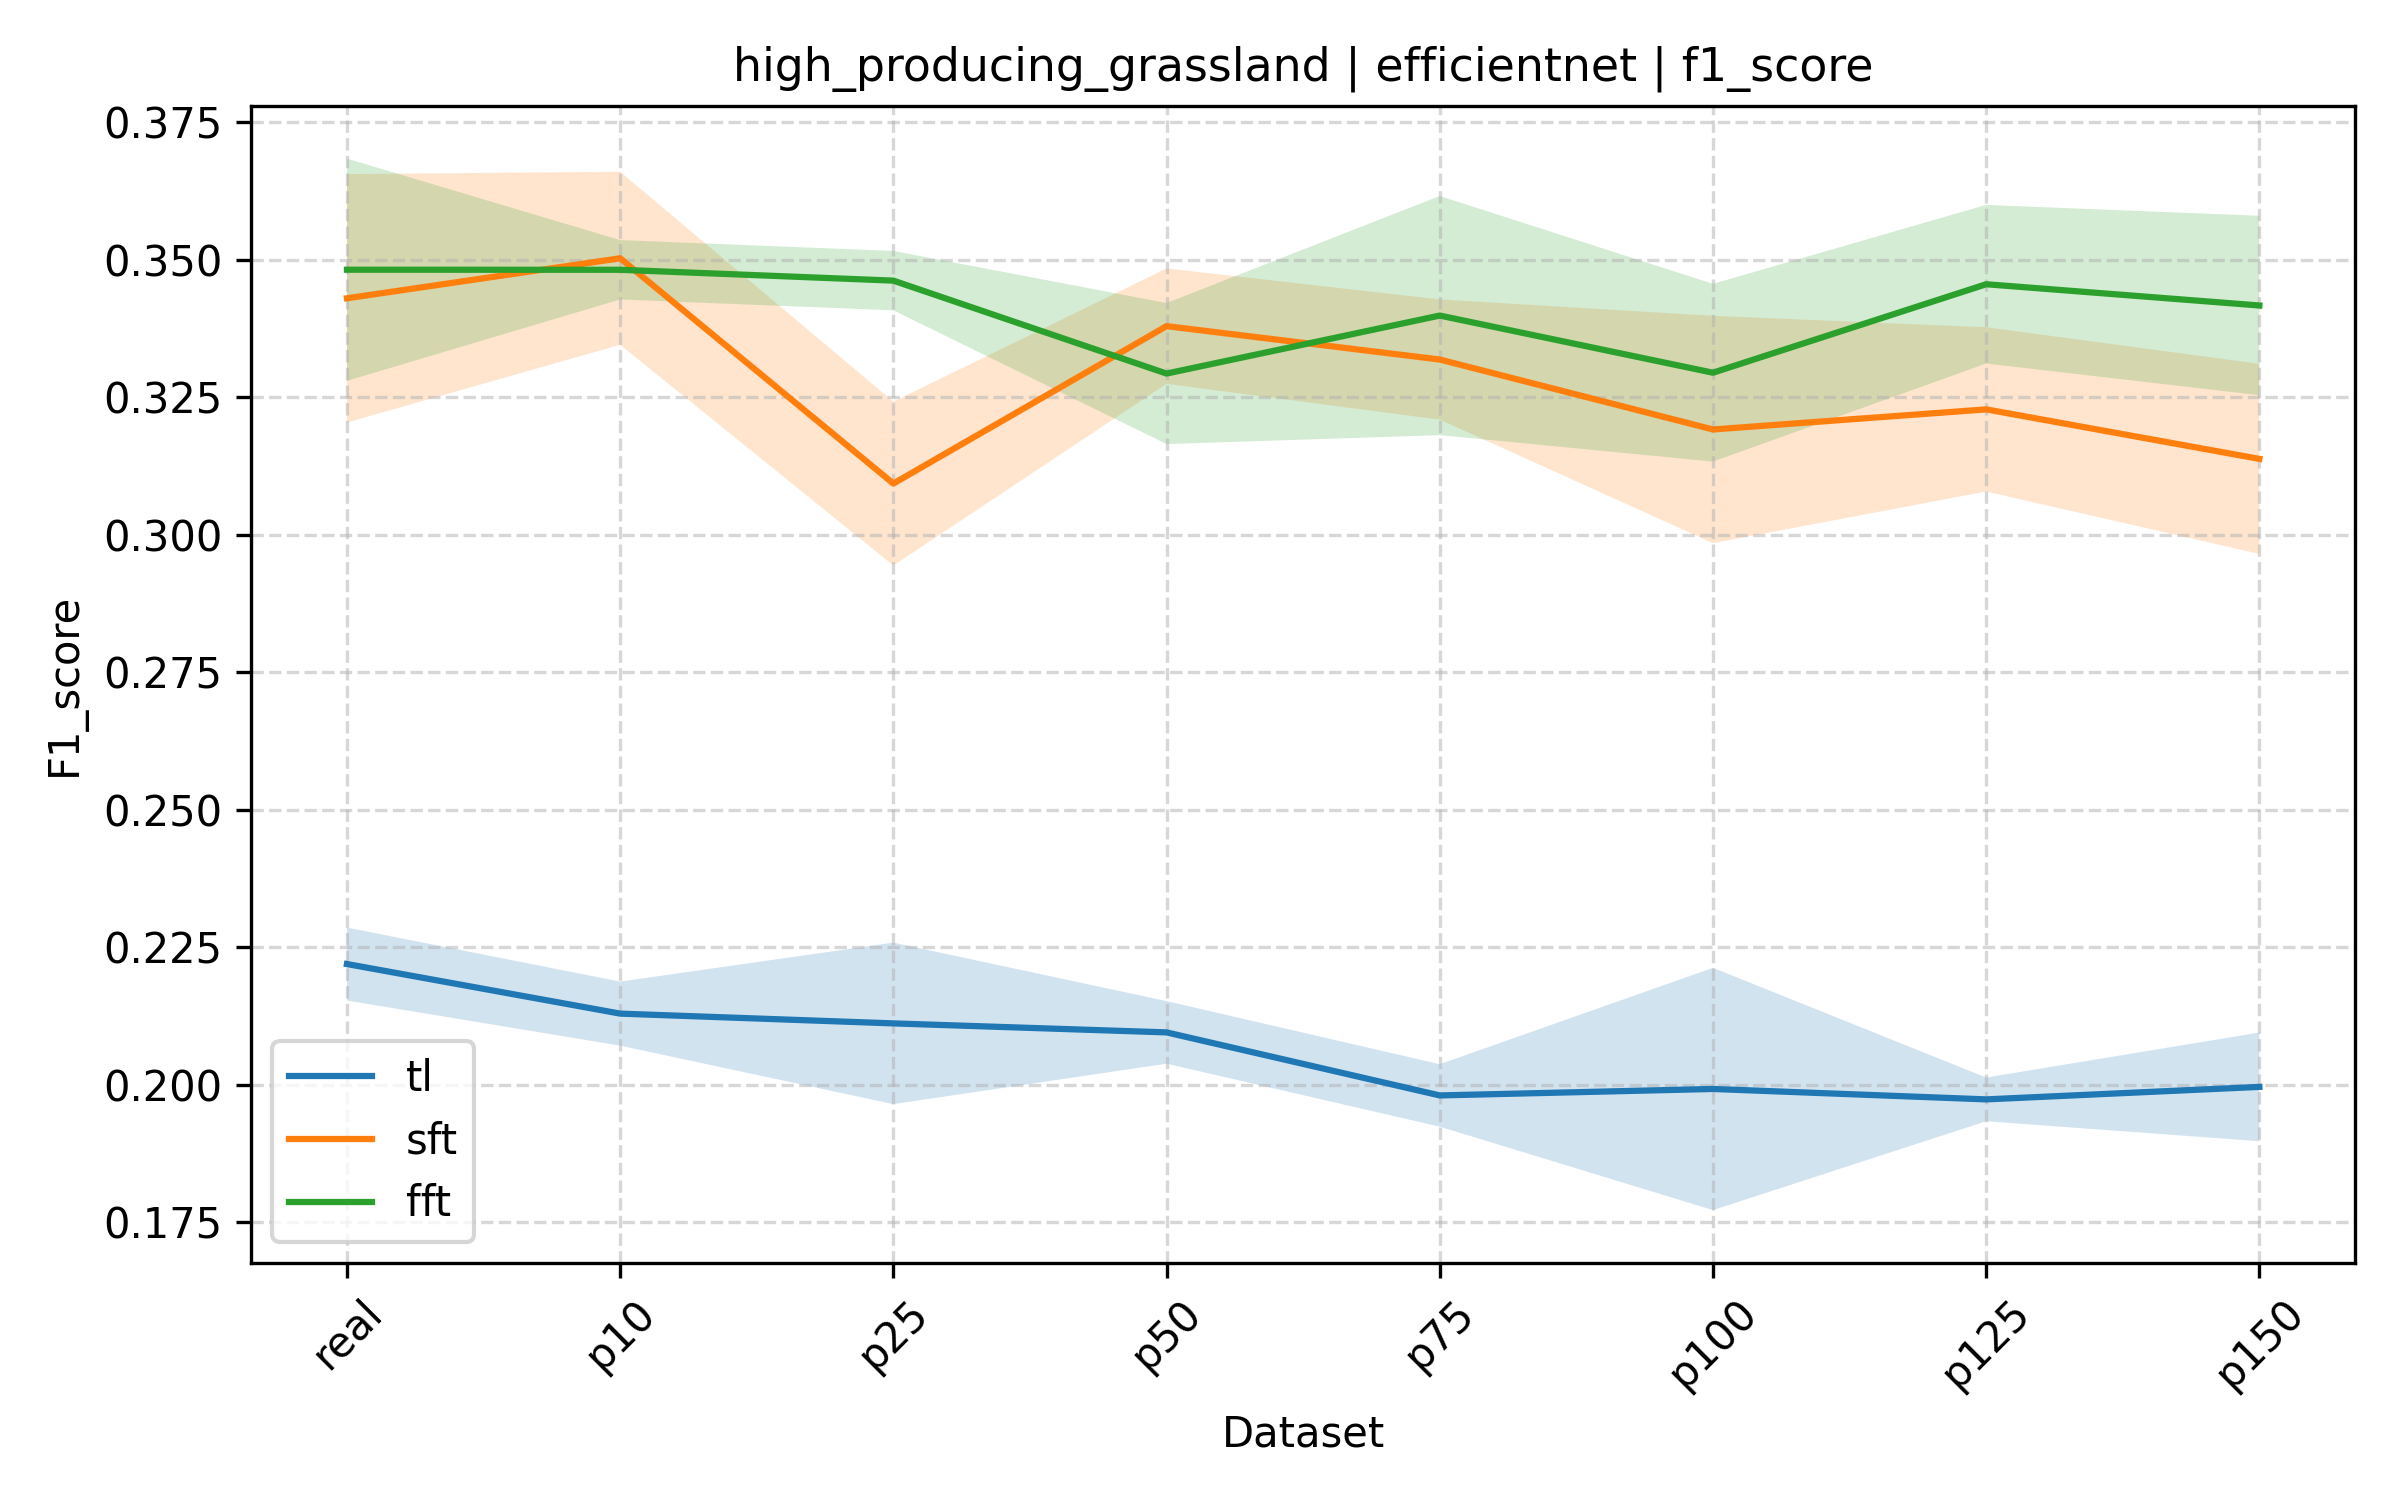 high_producing_grassland | efficientnet | f1_score
0.375
0.350
0.325
0.300
0.275
0.250
0.225
0.200
0.175
F1_score
tl
sft
fft
real
p10
p25
p50
p75
p100
p125
p150
Dataset